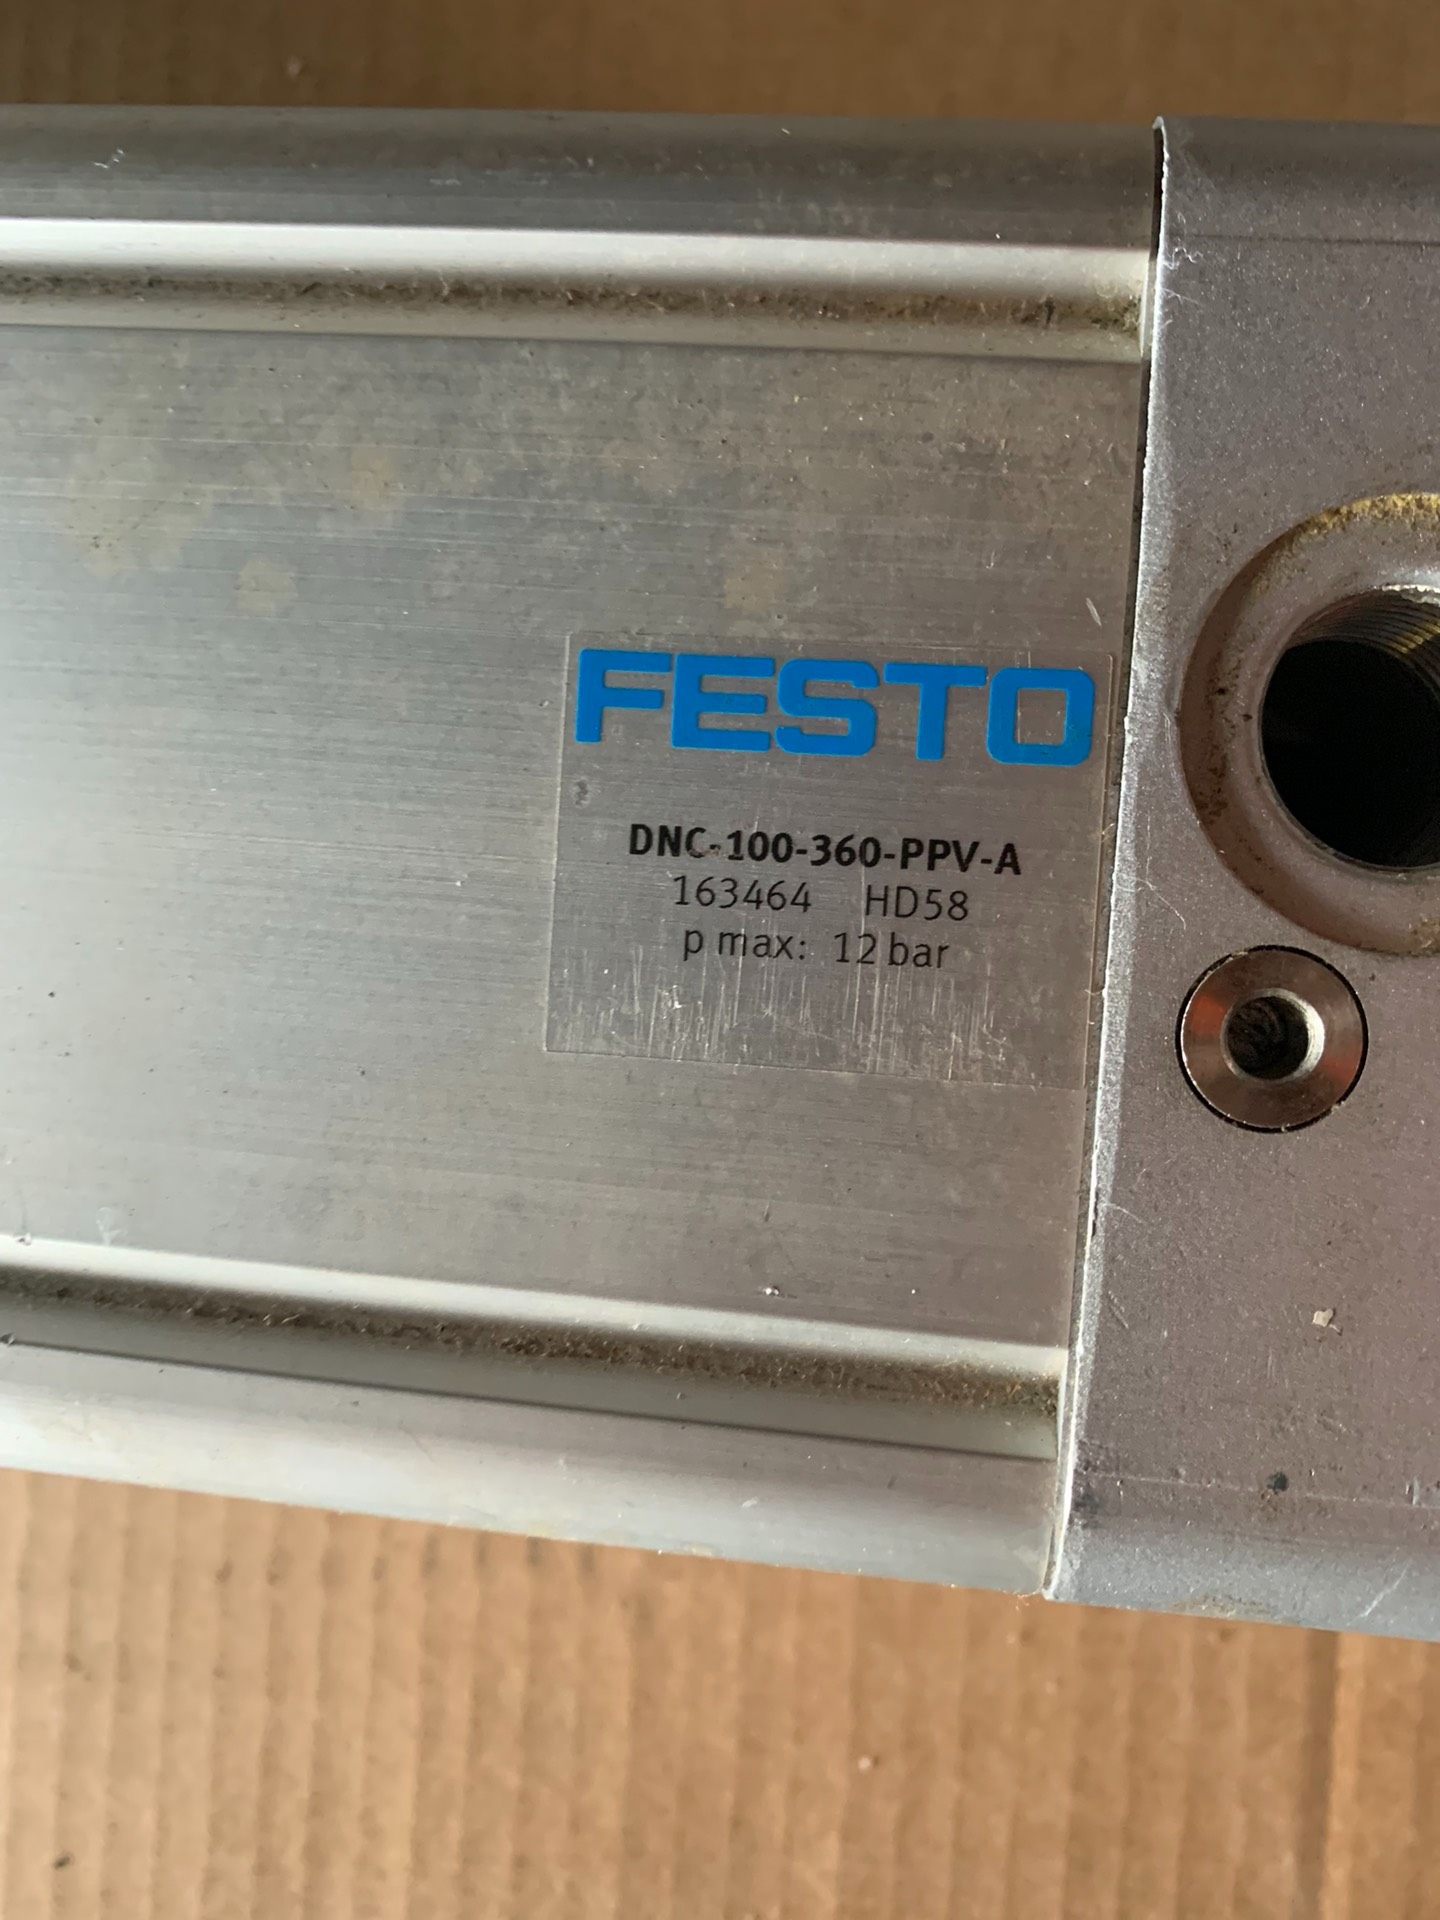 FESTO
DNC-100-360-PPV-A
163464 HD58
p max: 12 bar